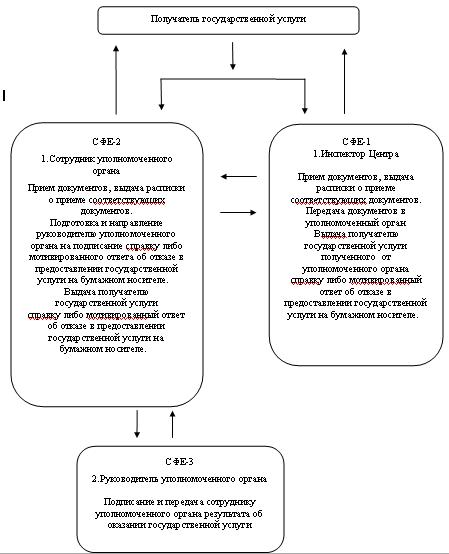 Получатель государственной услуги
СФЕ-2
1.Сотрудник уполномоченного
органа
Прием документов, выдача расписки
о приеме соответствующих
документов.
Подготовка и направление
руководителю уполномоченного
органа на подписание справку либо
мотивированного ответа об отказе в
предоставлении государственной
услуги на бумажном носителе.
Выдача получателю
государственной услуги
справку либо мотивированный ответ
об отказе в предоставлении
государственной услуги на
бумажном носителе.
СФЕ-1
1.Инспектор Центра
Прием документов, выдача
расписки о приеме
соответствующих документов.
Передача документов в
уполномоченный орган
Выдача получателю
государственной услуги
полученного от
уполномоченного органа
справку либо мотивированный
ответ об отказе в
предоставлении государственной
услуги на бумажном носителе.
СФЕ-3
2.Руководитель уполномоченного органа
Подписание и передача сотруднику
уполномоченного органа результата об
оказании государственной услуги